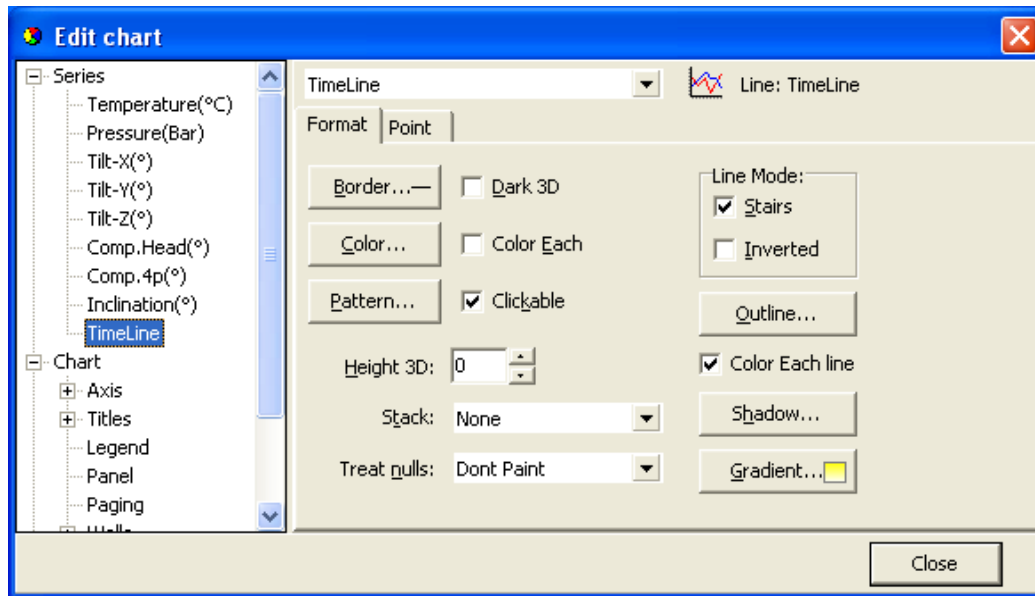 Edit chart
Series
Temperature(°C)
Pressure(Bar)
Tilt-X(°)
Tilt-Y(°)
Tilt-Z(°)
Comp.Head(°)
Comp.4p(°)
Inclination(°)
TimeLine
Chart
Axis
Titles
Legend
Panel
Paging
TimeLine
Line: TimeLine
Format
Point
Border...
Dark 3D
Color...
Color Each
Pattern...
Clickable
Height 3D: 0
Stack: None
Treat nulls: Dont Paint
Line Mode:
Stairs
Inverted
Outline...
Color Each line
Shadow...
Gradient...
Close